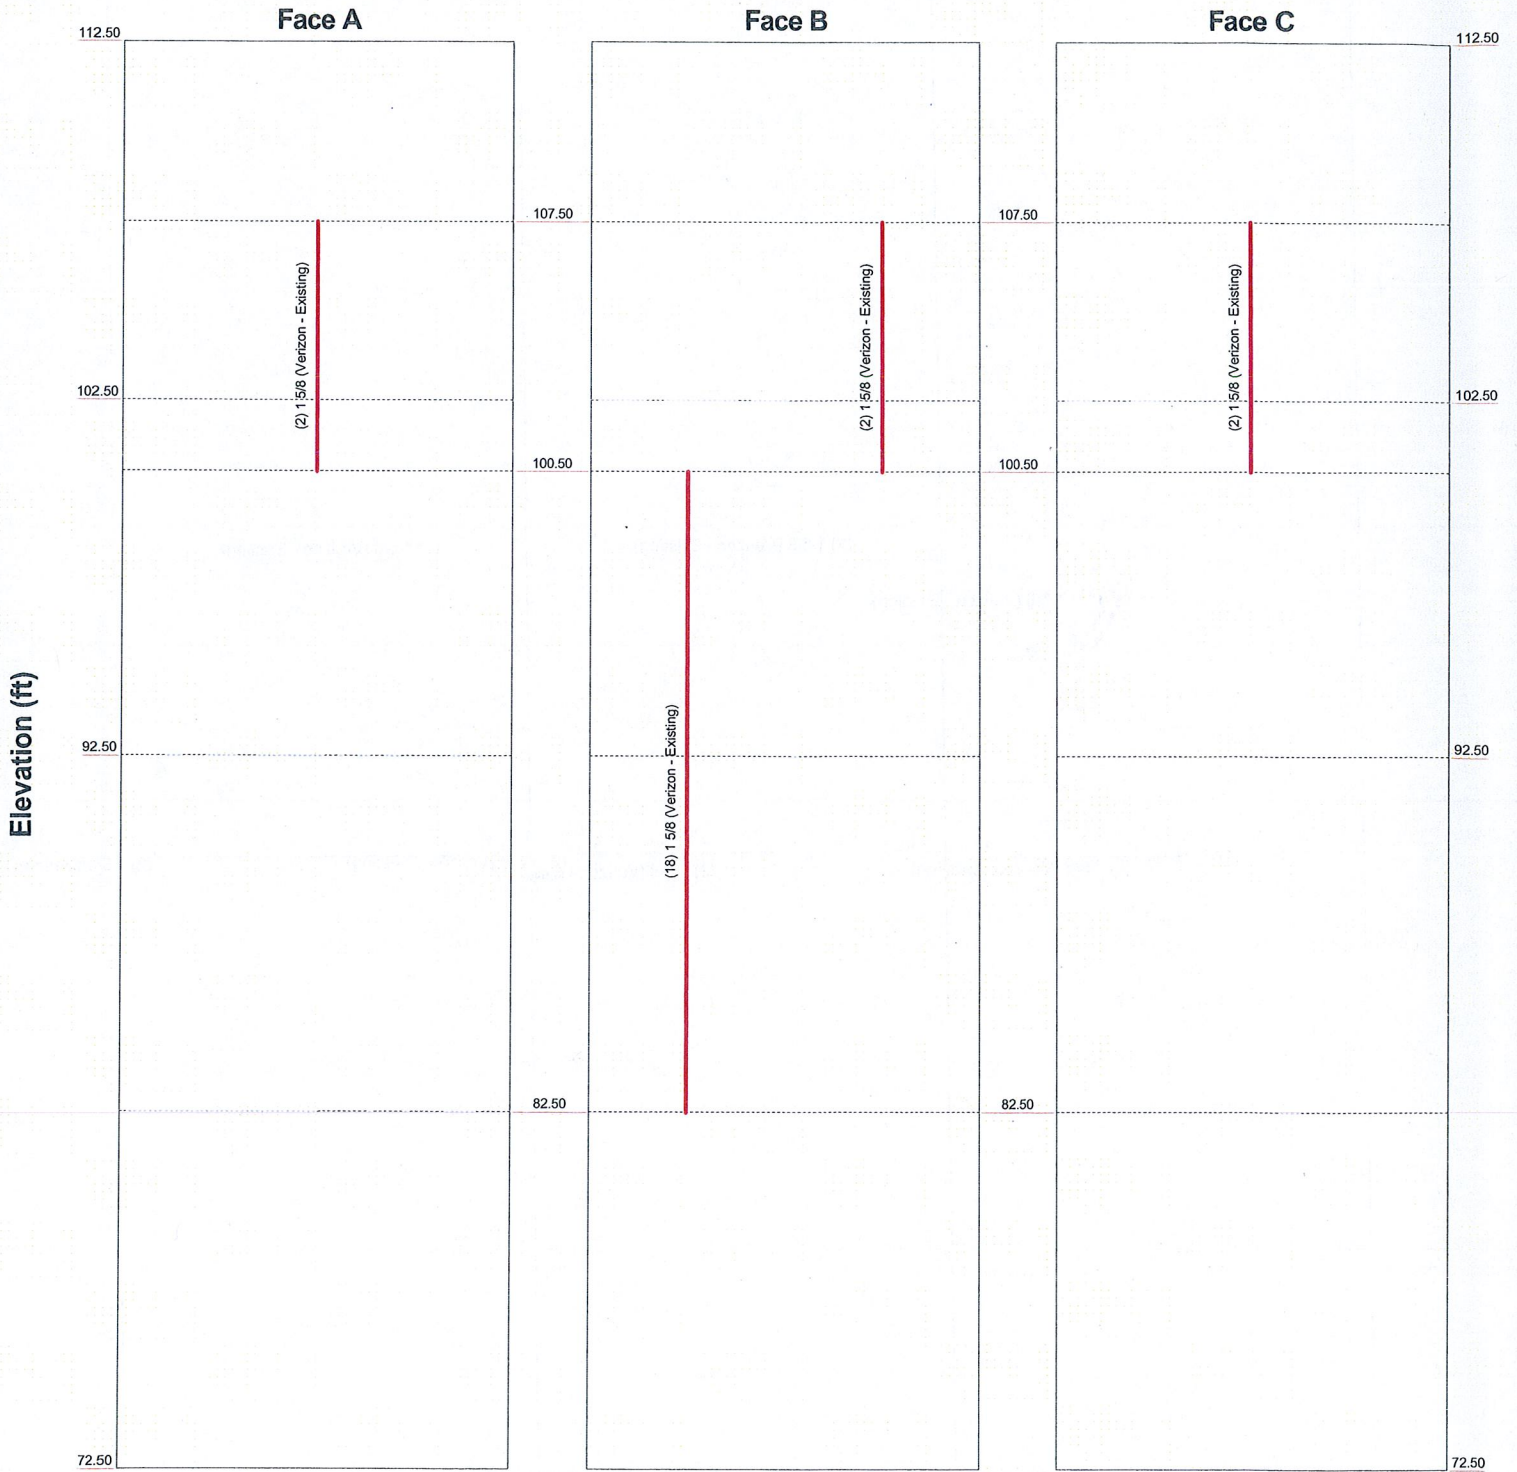 Face A
Face B
Face C
112.50
112.50
107.50
107.50
(2) 1 5/8 (Verizon - Existing)
(2) 1 5/8 (Verizon - Existing)
(2) 1 5/8 (Verizon - Existing)
102.50
102.50
100.50
100.50
Elevation (ft)
(18) 1 5/8 (Verizon - Existing)
92.50
92.50
82.50
82.50
72.50
72.50